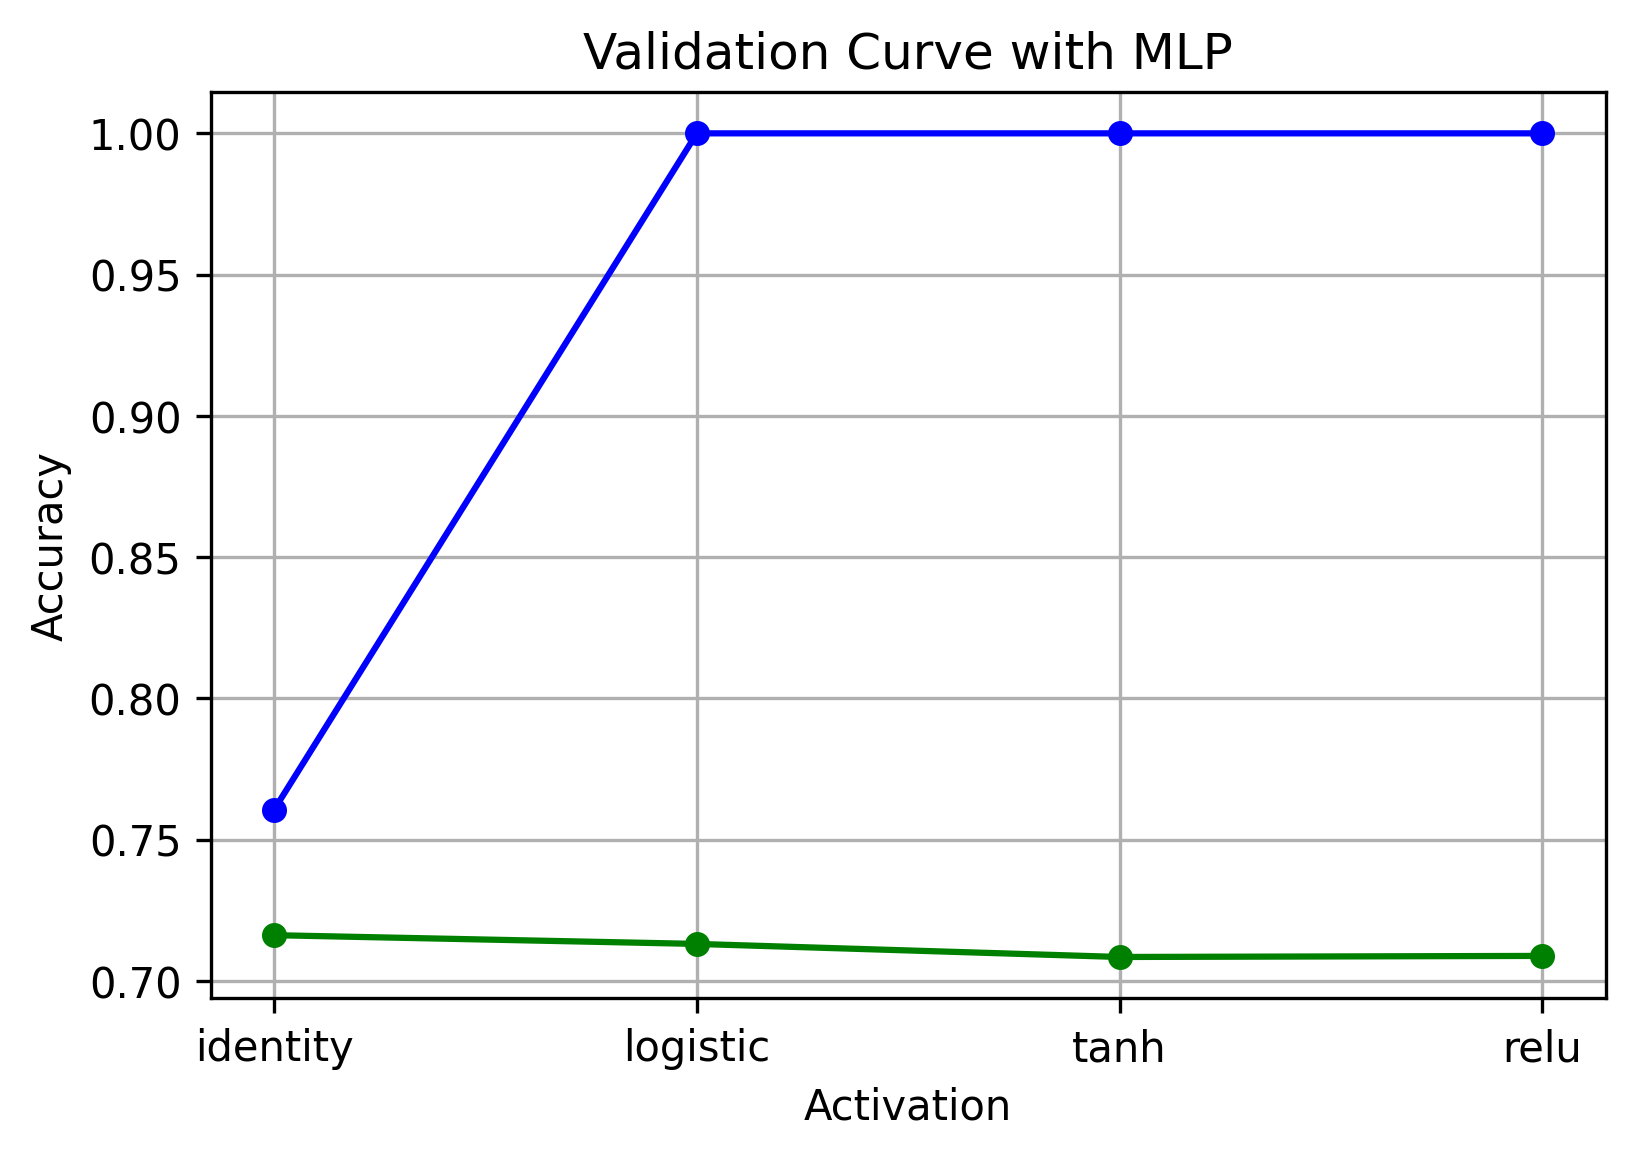 Validation Curve with MLP
1.00
0.95
0.90
0.85
0.80
0.75
0.70
Accuracy
identity logistic tanh relu
Activation